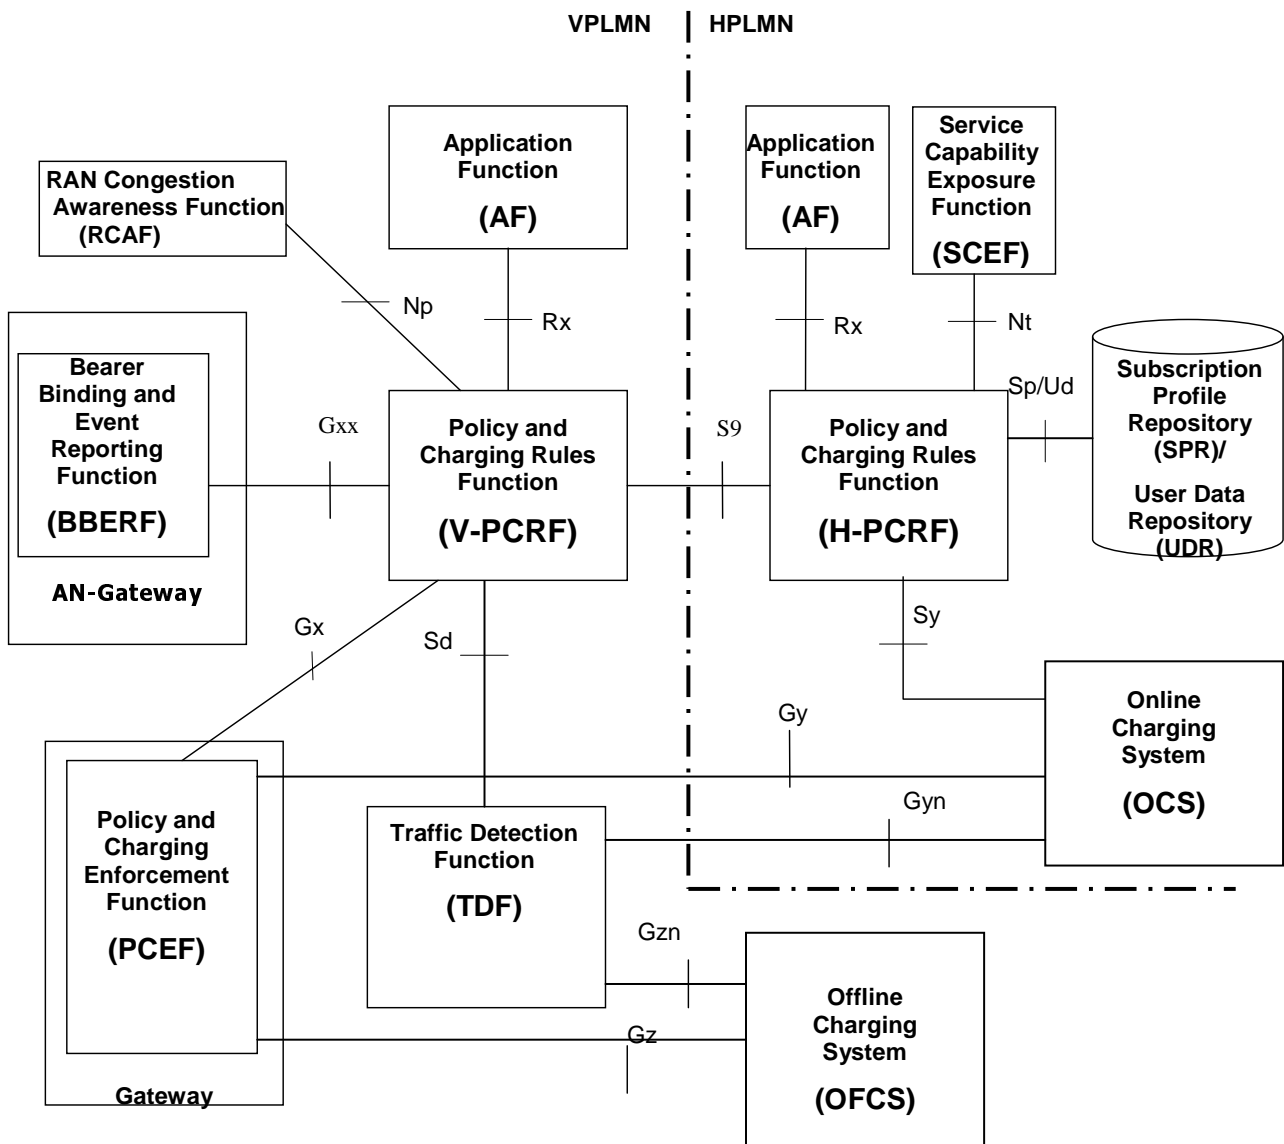 VPLMN
HPLMN
RAN Congestion
Awareness Function
(RCAF)
Application
Function
(AF)
Application
Function
(AF)
Service
Capability
Exposure
Function
(SCEF)
Np
Rx
Rx
Nt
Sp/Ud
Bearer
Binding and
Event
Reporting
Function
(BBERF)
AN-Gateway
Gxx
Policy and
Charging Rules
Function
(V-PCRF)
S9
Policy and
Charging Rules
Function
(H-PCRF)
Subscription
Profile
Repository
(SPR)/
User Data
Repository
(UDR)
Gx
Sd
Sy
Gy
Gyn
Online
Charging
System
(OCS)
Policy and
Charging
Enforcement
Function
(PCEF)
Gateway
Traffic Detection
Function
(TDF)
Gzn
Gz
Offline
Charging
System
(OFCS)